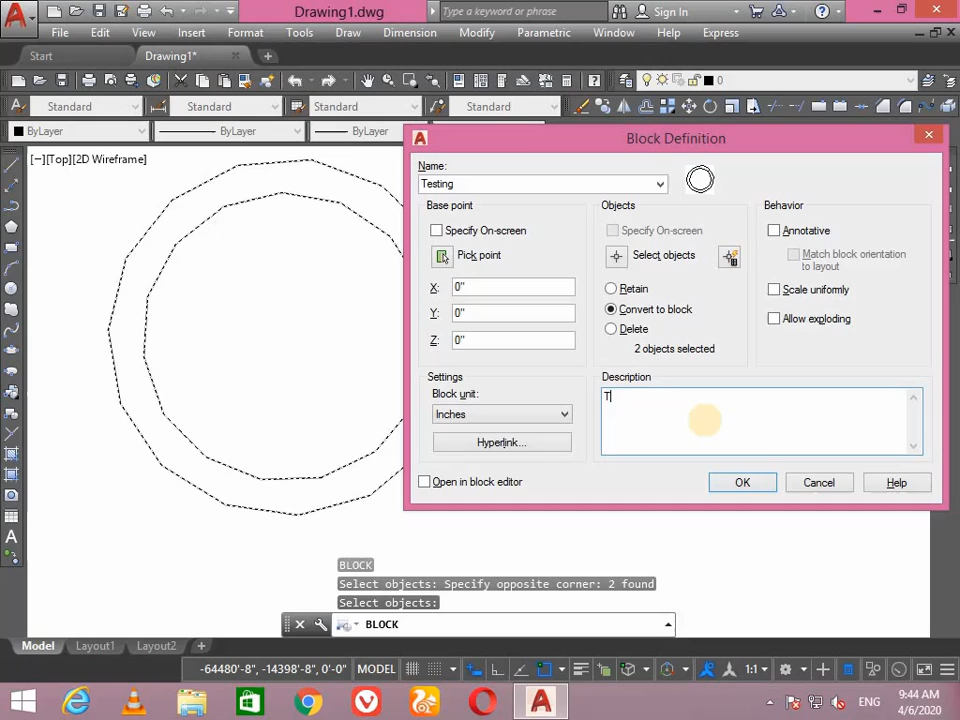 Drawing1.dwg
Type a keyword or phrase
Sign In
File Edit View Insert Format Tools Draw Dimension Modify Parametric Window Help Express
Start
Drawing1*
0
Standard
Standard
Standard
Standard
ByLayer
ByLayer
ByLayer
[−][Top][2D Wireframe]
Block Definition
Name:
Testing
Base point
Specify On-screen
Pick point
X: 0"
Y: 0"
Z: 0"
Objects
Specify On-screen
Select objects
Retain
Convert to block
Delete
2 objects selected
Behavior
Annotative
Match block orientation
to layout
Scale uniformly
Allow exploding
Settings
Block unit:
Inches
Hyperlink...
Description
T
Open in block editor
OK
Cancel
Help
BLOCK
Select objects: Specify opposite corner: 2 found
Select objects:
BLOCK
Model
Layout1
Layout2
-64480'-8", -14398'-8", 0'-0"
MODEL
1:1
ENG
9:44 AM
4/6/2020